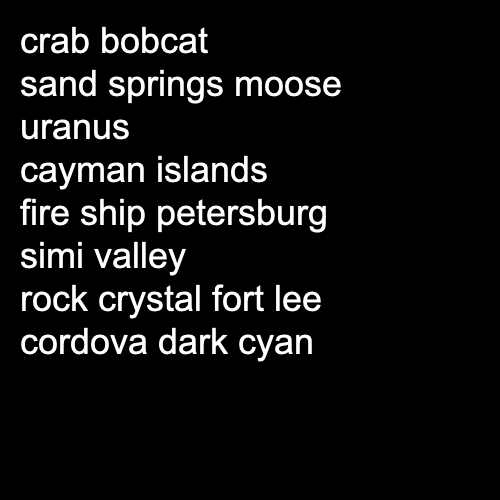 crab bobcat
sand springs moose
uranus
cayman islands
fire ship petersburg
simi valley
rock crystal fort lee
cordova dark cyan